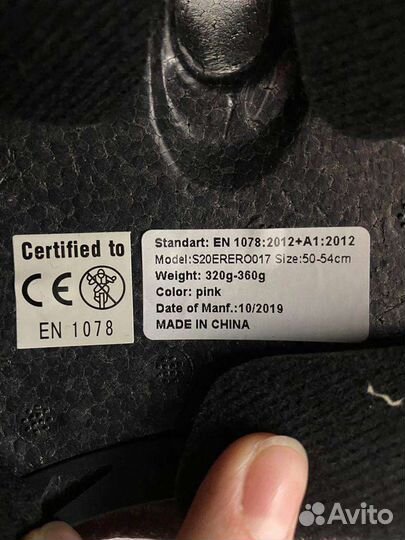 Certified to
CE
EN 1078
Standart: EN 1078:2012+A1:2012
Model:S20ERERO017 Size:50-54cm
Weight: 320g-360g
Color: pink
Date of Manf.:10/2019
MADE IN CHINA
Avito